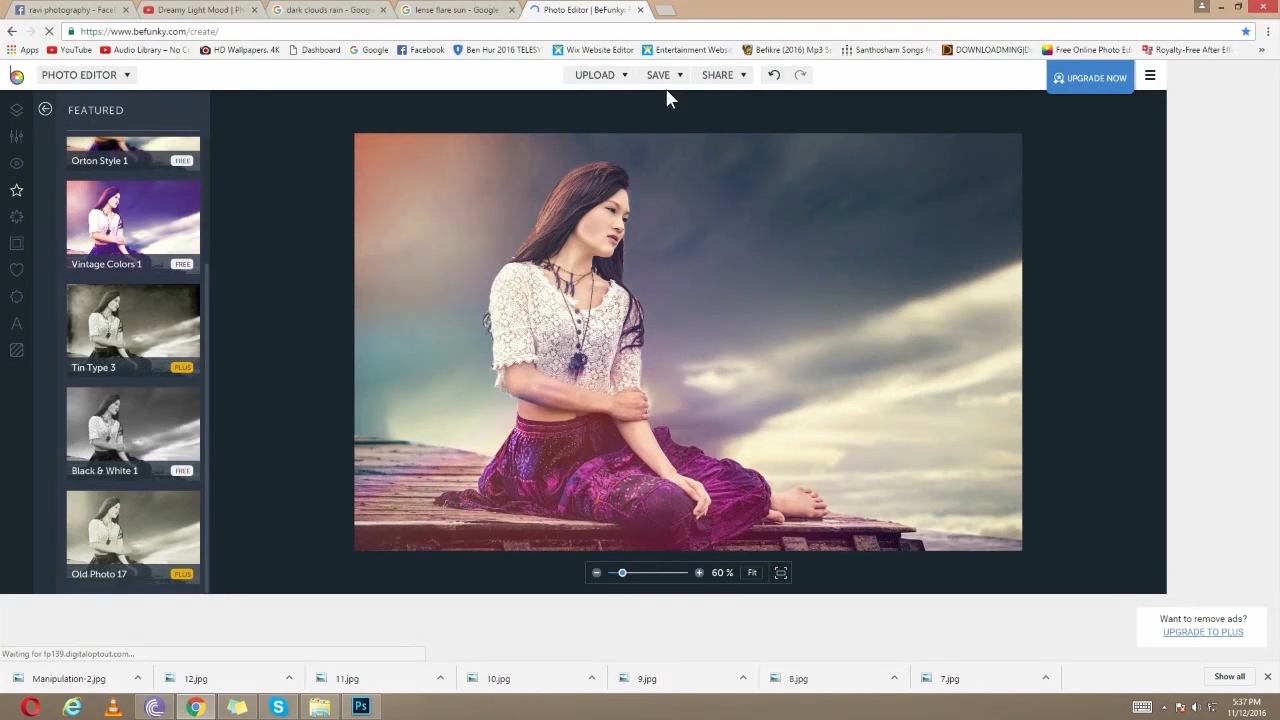 ravi photography - Faceb
Dreamy Light Mood | Ph
dark clouds rain - Google
lense flare sun - Google
Photo Editor | BeFunky: F
https://www.befunky.com/create/
Apps
YouTube
Audio Library – No Co
HD Wallpapers, 4K
Dashboard
Google
Facebook
Ben Hur 2016 TELESY
Wix Website Editor
Entertainment Websi
Befikre (2016) Mp3 S
Santhosham Songs fr
DOWNLOADMING|D
Free Online Photo Edi
Royalty-Free After Eff
PHOTO EDITOR
UPLOAD
SAVE
SHARE
UPGRADE NOW
FEATURED
Orton Style 1
FREE
Vintage Colors 1
FREE
Tin Type 3
PLUS
Black & White 1
FREE
Old Photo 17
PLUS
60 %
Fit
Want to remove ads?
UPGRADE TO PLUS
Waiting for fp139.digitaloptout.com...
Manipulation-2.jpg
12.jpg
11.jpg
10.jpg
9.jpg
8.jpg
7.jpg
Show all
5:37 PM
11/12/2016